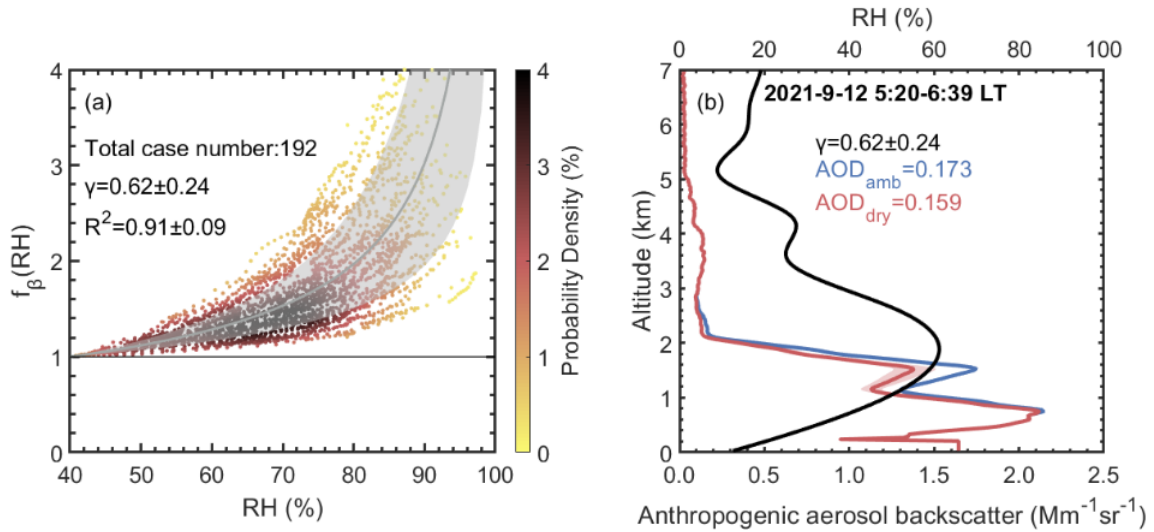 (a)
Total case number:192
γ=0.62±0.24
R²=0.91±0.09
f_β(RH)
4
3
2
1
0
40 50 60 70 80 90 100
RH (%)
4
3
2
1
0
Probability Density (%)
RH (%)
0 20 40 60 80 100
(b)
2021-9-12 5:20-6:39 LT
γ=0.62±0.24
AOD_amb=0.173
AOD_dry=0.159
Altitude (km)
7
6
5
4
3
2
1
0
0.0 0.5 1.0 1.5 2.0 2.5
Anthropogenic aerosol backscatter (Mm⁻¹sr⁻¹)